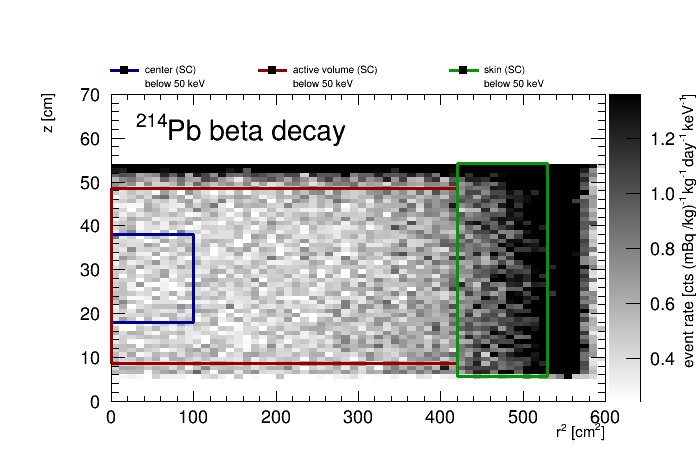 center (SC)
below 50 keV
active volume (SC)
below 50 keV
skin (SC)
below 50 keV
z [cm]
²¹⁴Pb beta decay
70
60
50
40
30
20
10
0
0 100 200 300 400 500 600
r² [cm²]
1.2
1.0
0.8
0.6
0.4
event rate [cts (mBq /kg)⁻¹ kg⁻¹ day⁻¹ keV⁻¹]